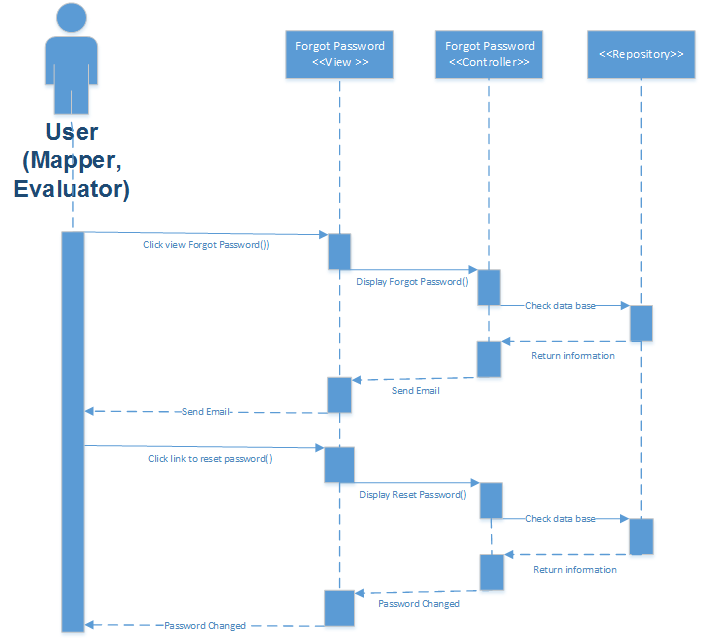 Forgot Password
<<View >>
Forgot Password
<<Controller>>
<<Repository>>
User
(Mapper,
Evaluator)
Click view Forgot Password())
Display Forgot Password()
Check data base
Return information
Send Email
Send Email-
Click link to reset password()
Display Reset Password()
Check data base
Return information
Password Changed
Password Changed